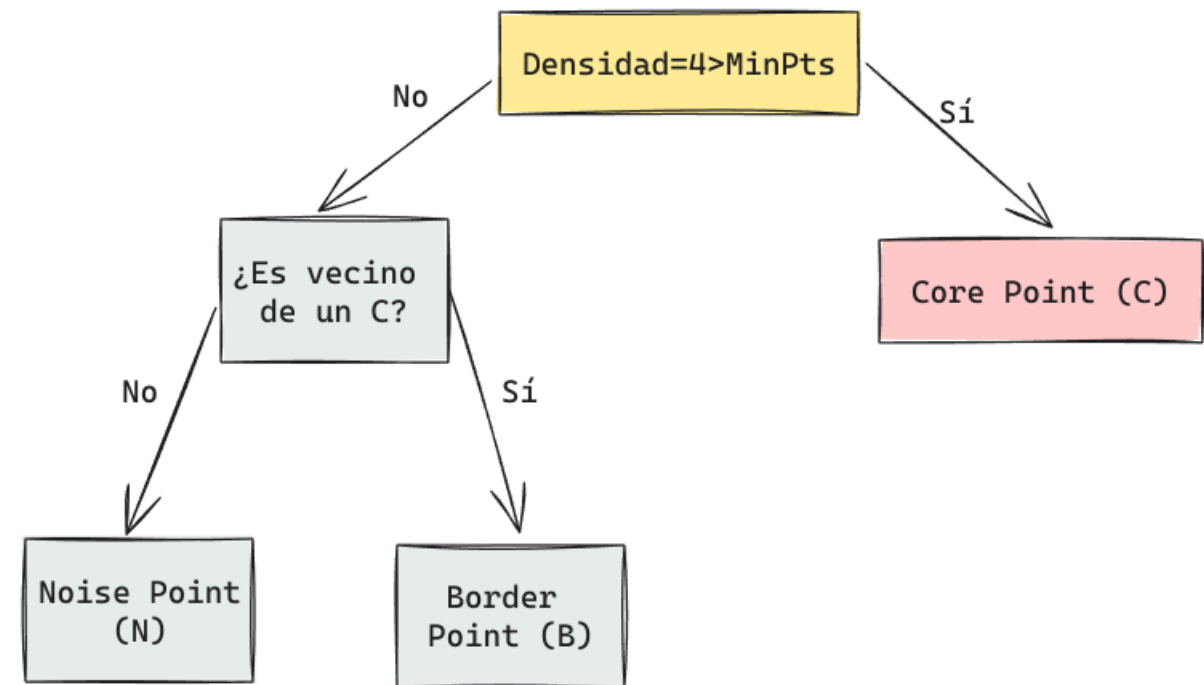 Densidad=4>MinPts
No
Sí
¿Es vecino
de un C?
Core Point (C)
No
Sí
Noise Point
(N)
Border
Point (B)